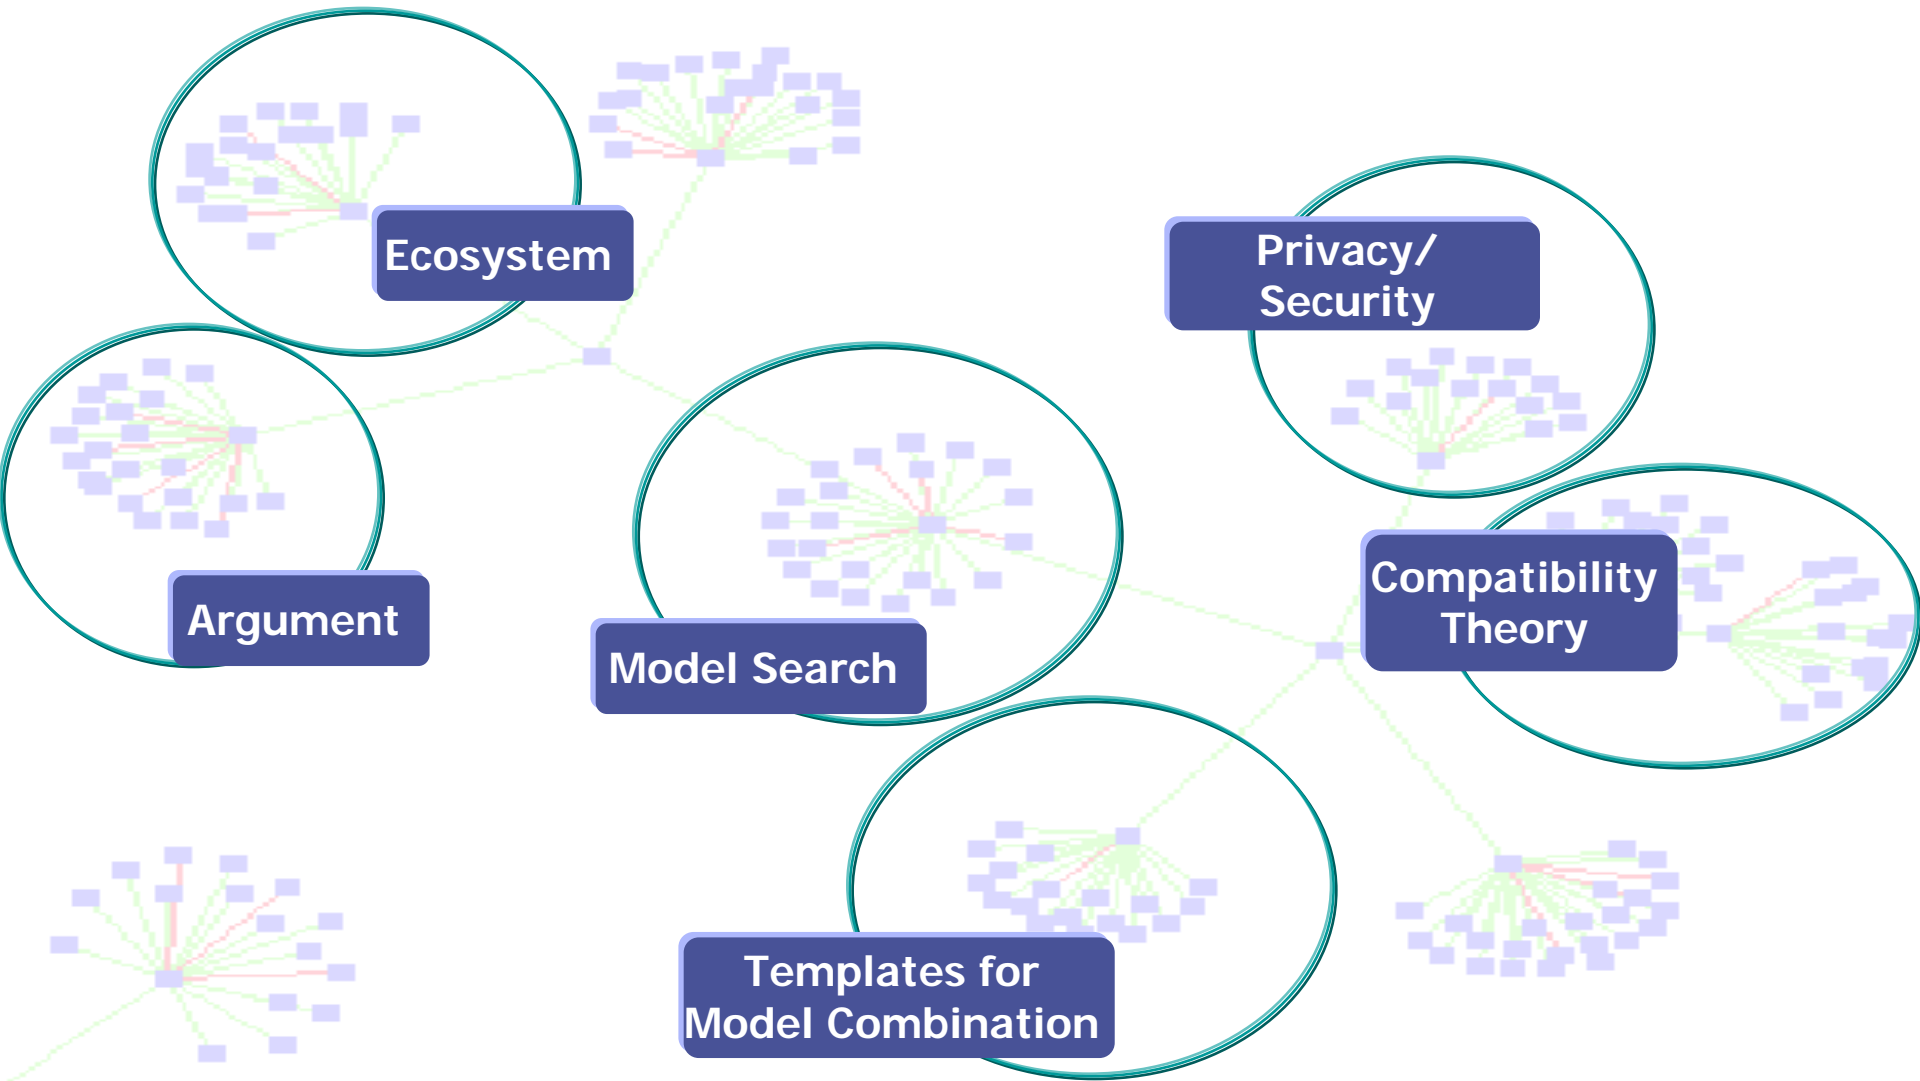 Ecosystem
Privacy/
Security
Argument
Model Search
Compatibility
Theory
Templates for
Model Combination